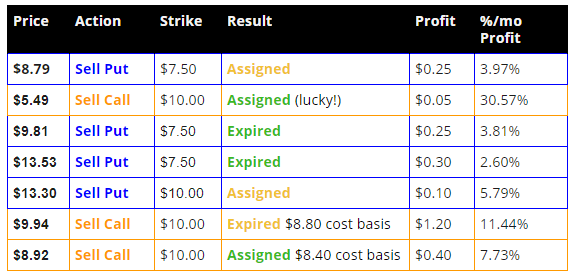 Price Action Strike Result Profit %/mo Profit
$8.79 Sell Put $7.50 Assigned $0.25 3.97%
$5.49 Sell Call $10.00 Assigned (lucky!) $0.05 30.57%
$9.81 Sell Put $7.50 Expired $0.25 3.81%
$13.53 Sell Put $7.50 Expired $0.30 2.60%
$13.30 Sell Put $10.00 Assigned $0.10 5.79%
$9.94 Sell Call $10.00 Expired $8.80 cost basis $1.20 11.44%
$8.92 Sell Call $10.00 Assigned $8.40 cost basis $0.40 7.73%